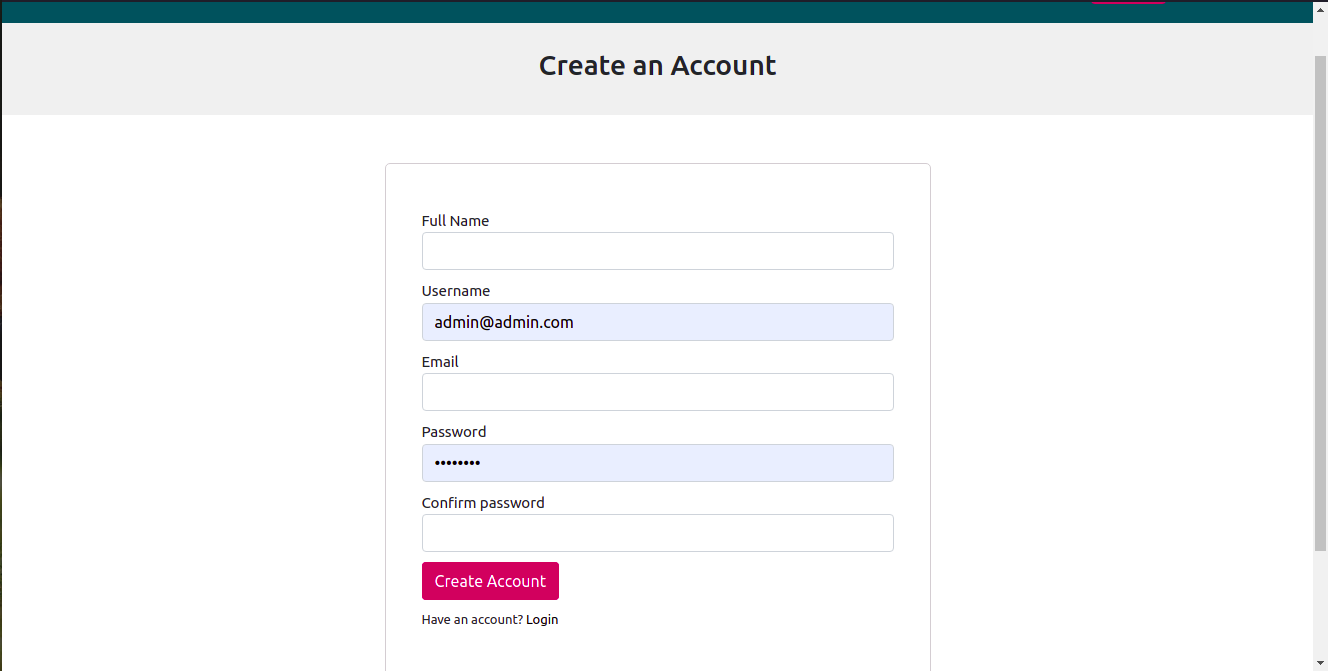 Create an Account
Full Name
Username
admin@admin.com
Email
Password
••••••••
Confirm password
Create Account
Have an account? Login